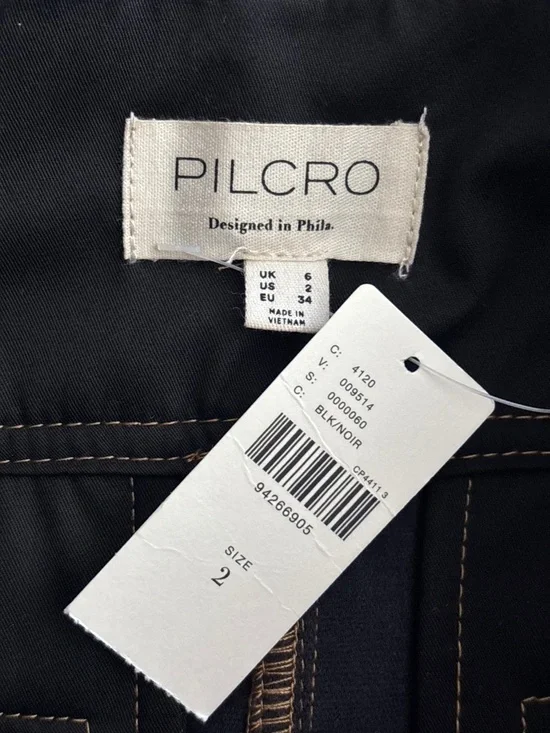 PILCRO
Designed in Phila.
UK 6
US 2
EU 34
MADE IN
VIETNAM
C: 4120
V: 009514
S: 0000060
C: BLK/NOIR
CP4411 3
94266905
SIZE
2